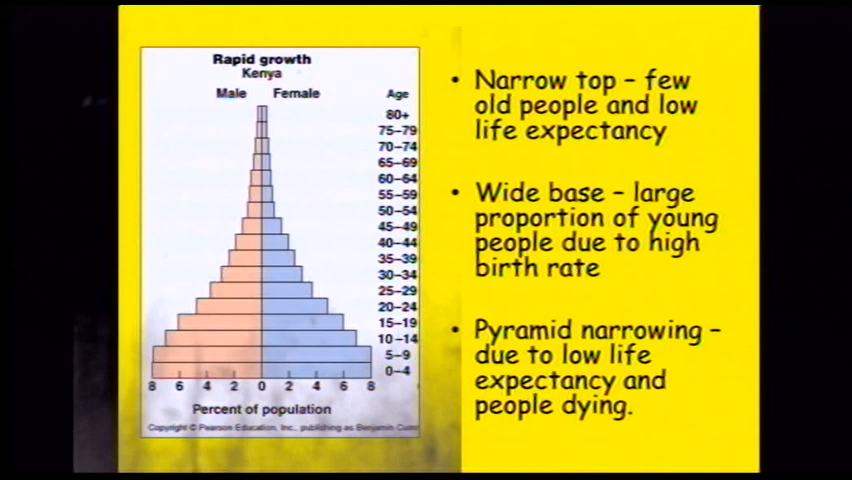 Rapid growth
Kenya
Male Female Age
80+
75–79
70–74
65–69
60–64
55–59
50–54
45–49
40–44
35–39
30–34
25–29
20–24
15–19
10–14
5–9
0–4
8 6 4 2 0 2 4 6 8
Percent of population
Copyright © Pearson Education, Inc., publishing as Benjamin
• Narrow top – few
old people and low
life expectancy
• Wide base – large
proportion of young
people due to high
birth rate
• Pyramid narrowing –
due to low life
expectancy and
people dying.